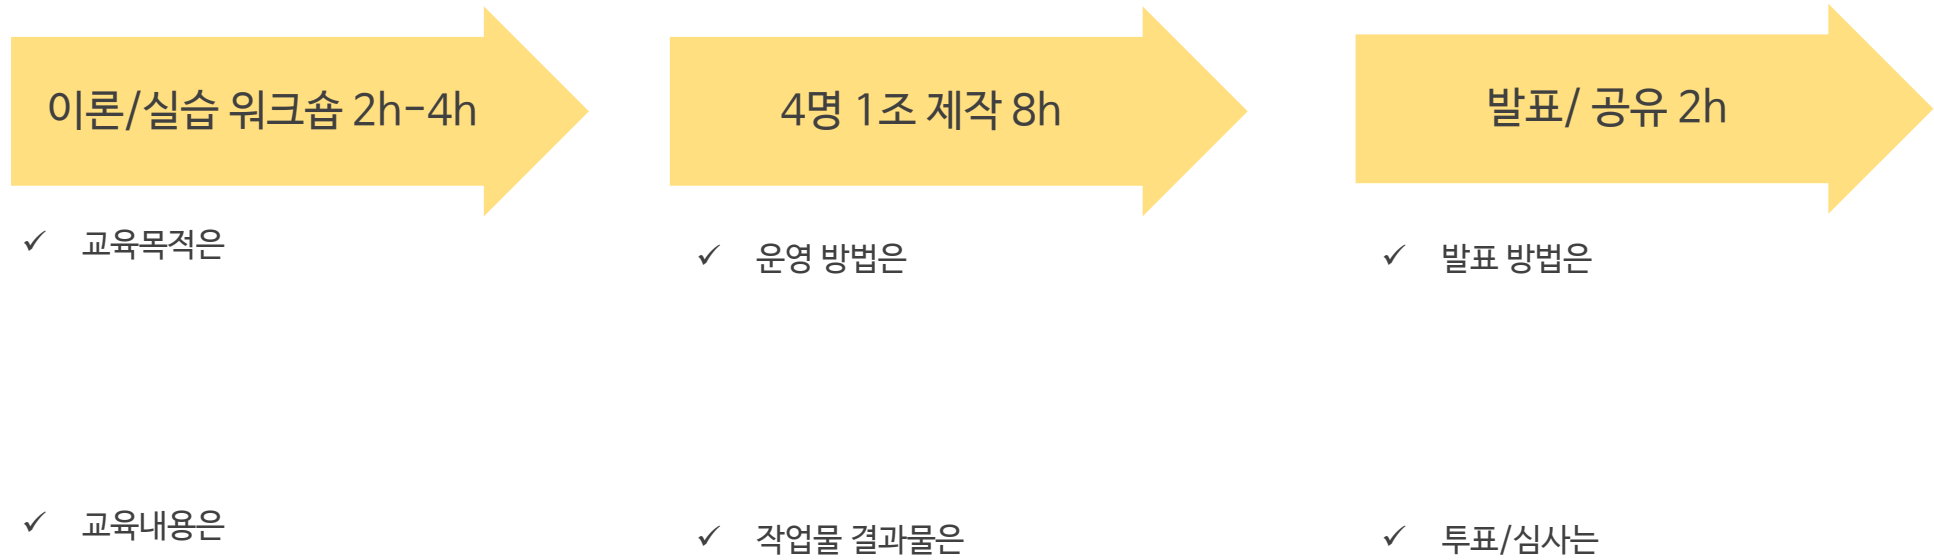 이론/실습 워크숍 2h-4h
4명 1조 제작 8h
발표/ 공유 2h
✓ 교육목적은
✓ 운영 방법은
✓ 발표 방법은
✓ 교육내용은
✓ 작업물 결과물은
✓ 투표/심사는